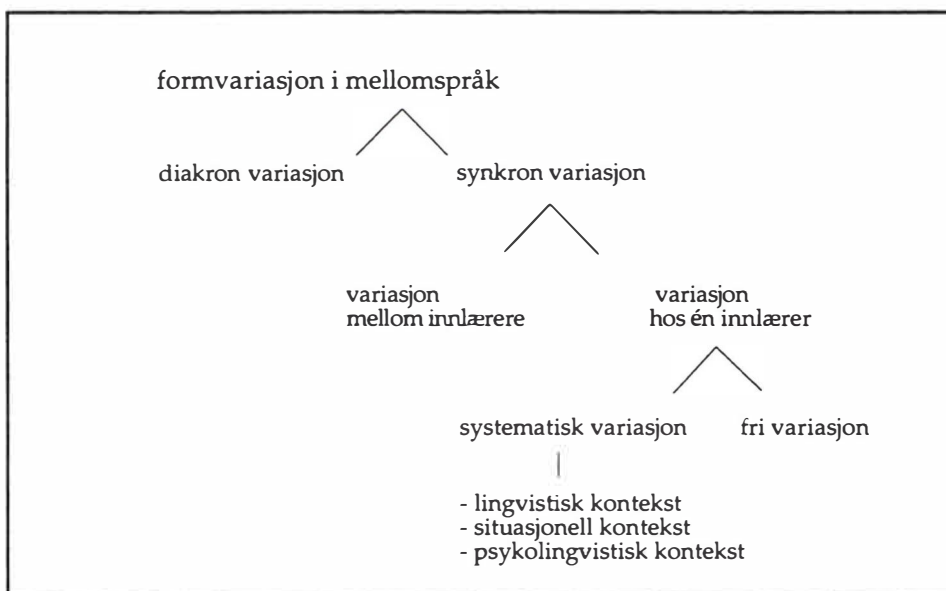 formvariasjon i mellomspråk
diakron variasjon
synkron variasjon
variasjon
mellom innlærere
variasjon
hos én innlærer
systematisk variasjon
fri variasjon
- lingvistisk kontekst
- situasjonell kontekst
- psykolingvistisk kontekst